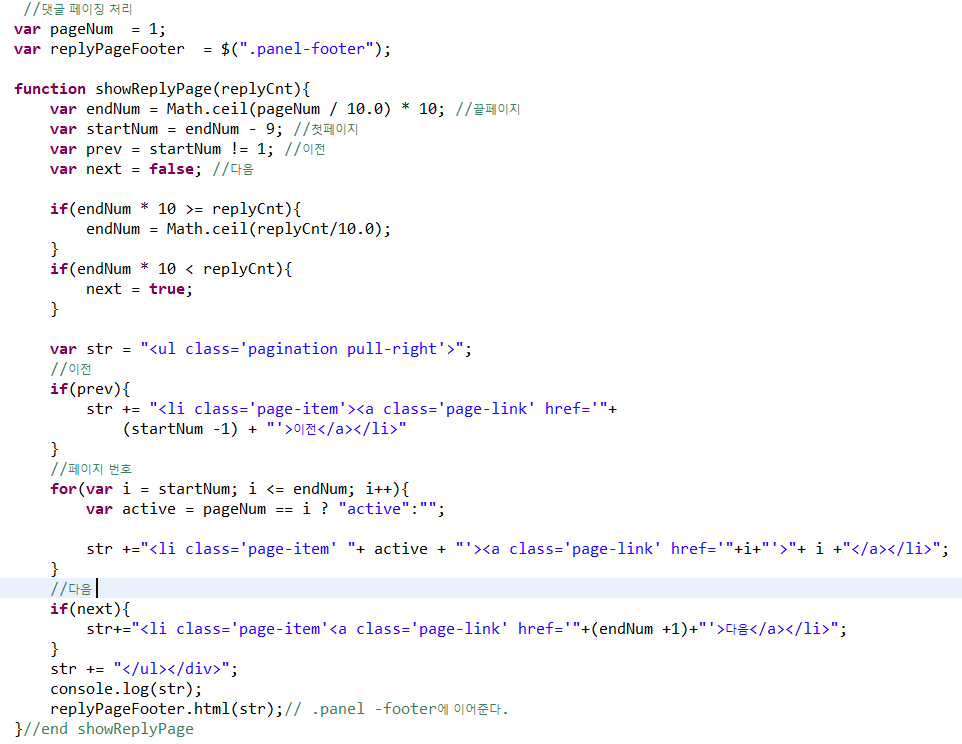 //댓글 페이징 처리
var pageNum  = 1;
var replyPageFooter  = $(".panel-footer");

function showReplyPage(replyCnt){
    var endNum = Math.ceil(pageNum / 10.0) * 10; //끝페이지
    var startNum = endNum - 9; //첫페이지
    var prev = startNum != 1; //이전
    var next = false; //다음

    if(endNum * 10 >= replyCnt){
        endNum = Math.ceil(replyCnt/10.0);
    }
    if(endNum * 10 < replyCnt){
        next = true;
    }

    var str = "<ul class='pagination pull-right'>";
    //이전
    if(prev){
        str += "<li class='page-item'><a class='page-link' href='"+
            (startNum -1) + "'>이전</a></li>"
    }
    //페이지 번호
    for(var i = startNum; i <= endNum; i++){
        var active = pageNum == i ? "active":"";

        str +="<li class='page-item' "+ active + "'><a class='page-link' href='"+i+"'>"+ i +"</a></li>";
    }
    //다음
    if(next){
        str+="<li class='page-item'<a class='page-link' href='"+(endNum +1)+"'>다음</a></li>";
    }
    str += "</ul></div>";
    console.log(str);
    replyPageFooter.html(str);// .panel -footer에 이어준다.
}//end showReplyPage